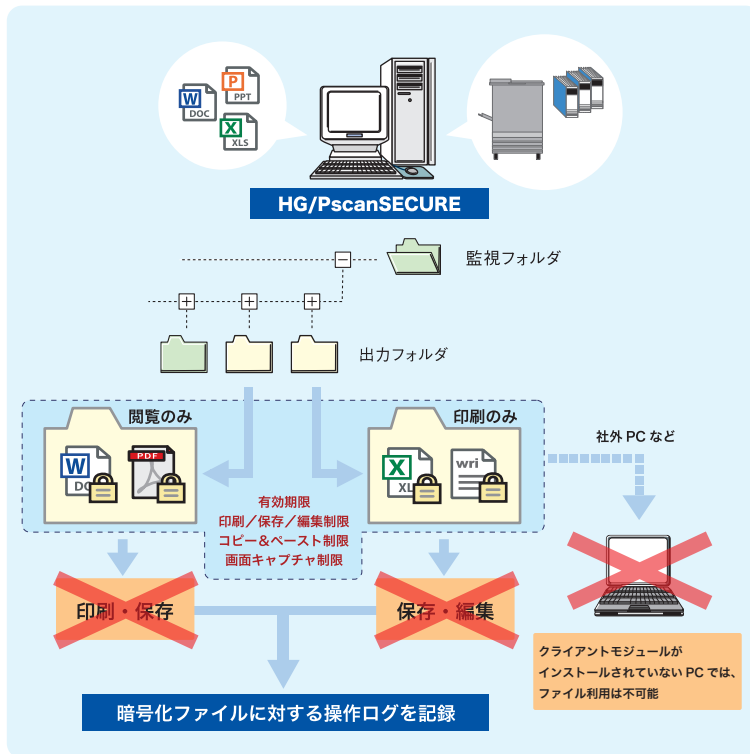 P
PPT
W
DOC
X
XLS
HG/PscanSECURE
監視フォルダ
出力フォルダ
閲覧のみ
印刷のみ
社外 PC など
W
DO
PDF
X
XL
wri
有効期限
印刷／保存／編集制限
コピー＆ペースト制限
画面キャプチャ制限
印刷・保存
保存・編集
クライアントモジュールが
インストールされていない PC では、
ファイル利用は不可能
暗号化ファイルに対する操作ログを記録